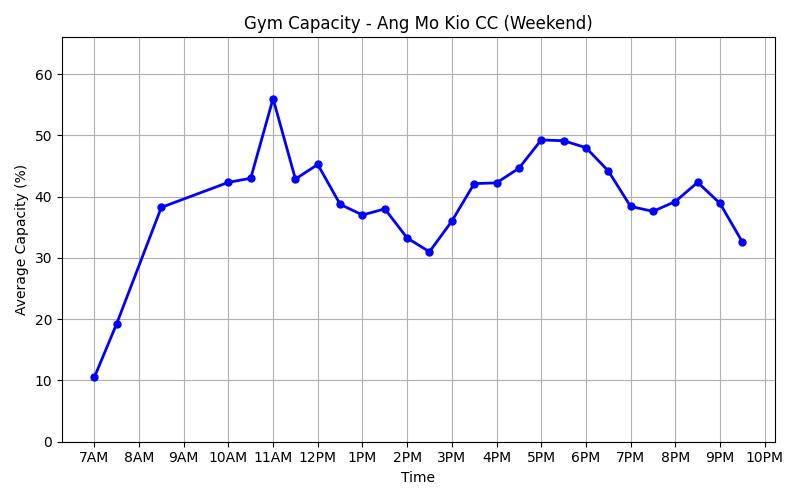 Gym Capacity - Ang Mo Kio CC (Weekend)
60
50
40
30
20
10
0
Average Capacity (%)
7AM 8AM 9AM 10AM 11AM 12PM 1PM 2PM 3PM 4PM 5PM 6PM 7PM 8PM 9PM 10PM
Time